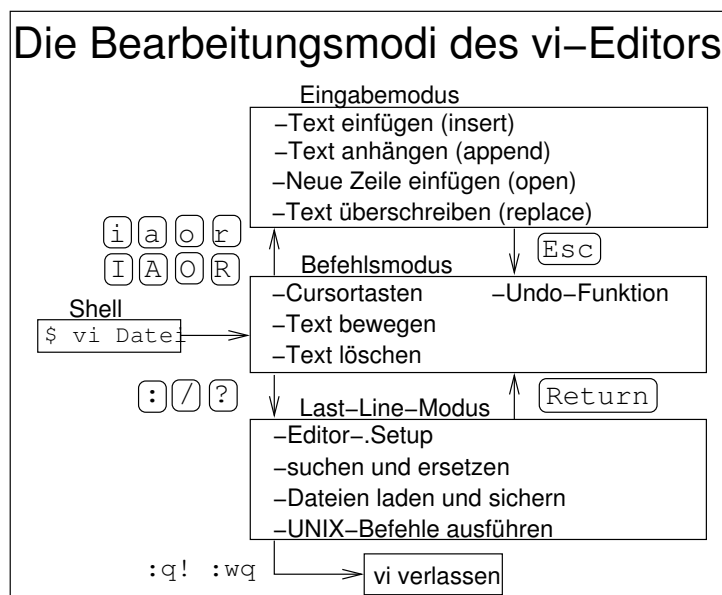 Die Bearbeitungsmodi des vi−Editors
Eingabemodus
−Text einfügen (insert)
−Text anhängen (append)
−Neue Zeile einfügen (open)
−Text überschreiben (replace)
i a o r
I A O R
Esc
Befehlsmodus
−Cursortasten −Undo−Funktion
−Text bewegen
−Text löschen
Shell
$ vi Datei
: / ?
Return
Last−Line−Modus
−Editor−.Setup
−suchen und ersetzen
−Dateien laden und sichern
−UNIX−Befehle ausführen
:q! :wq
vi verlassen